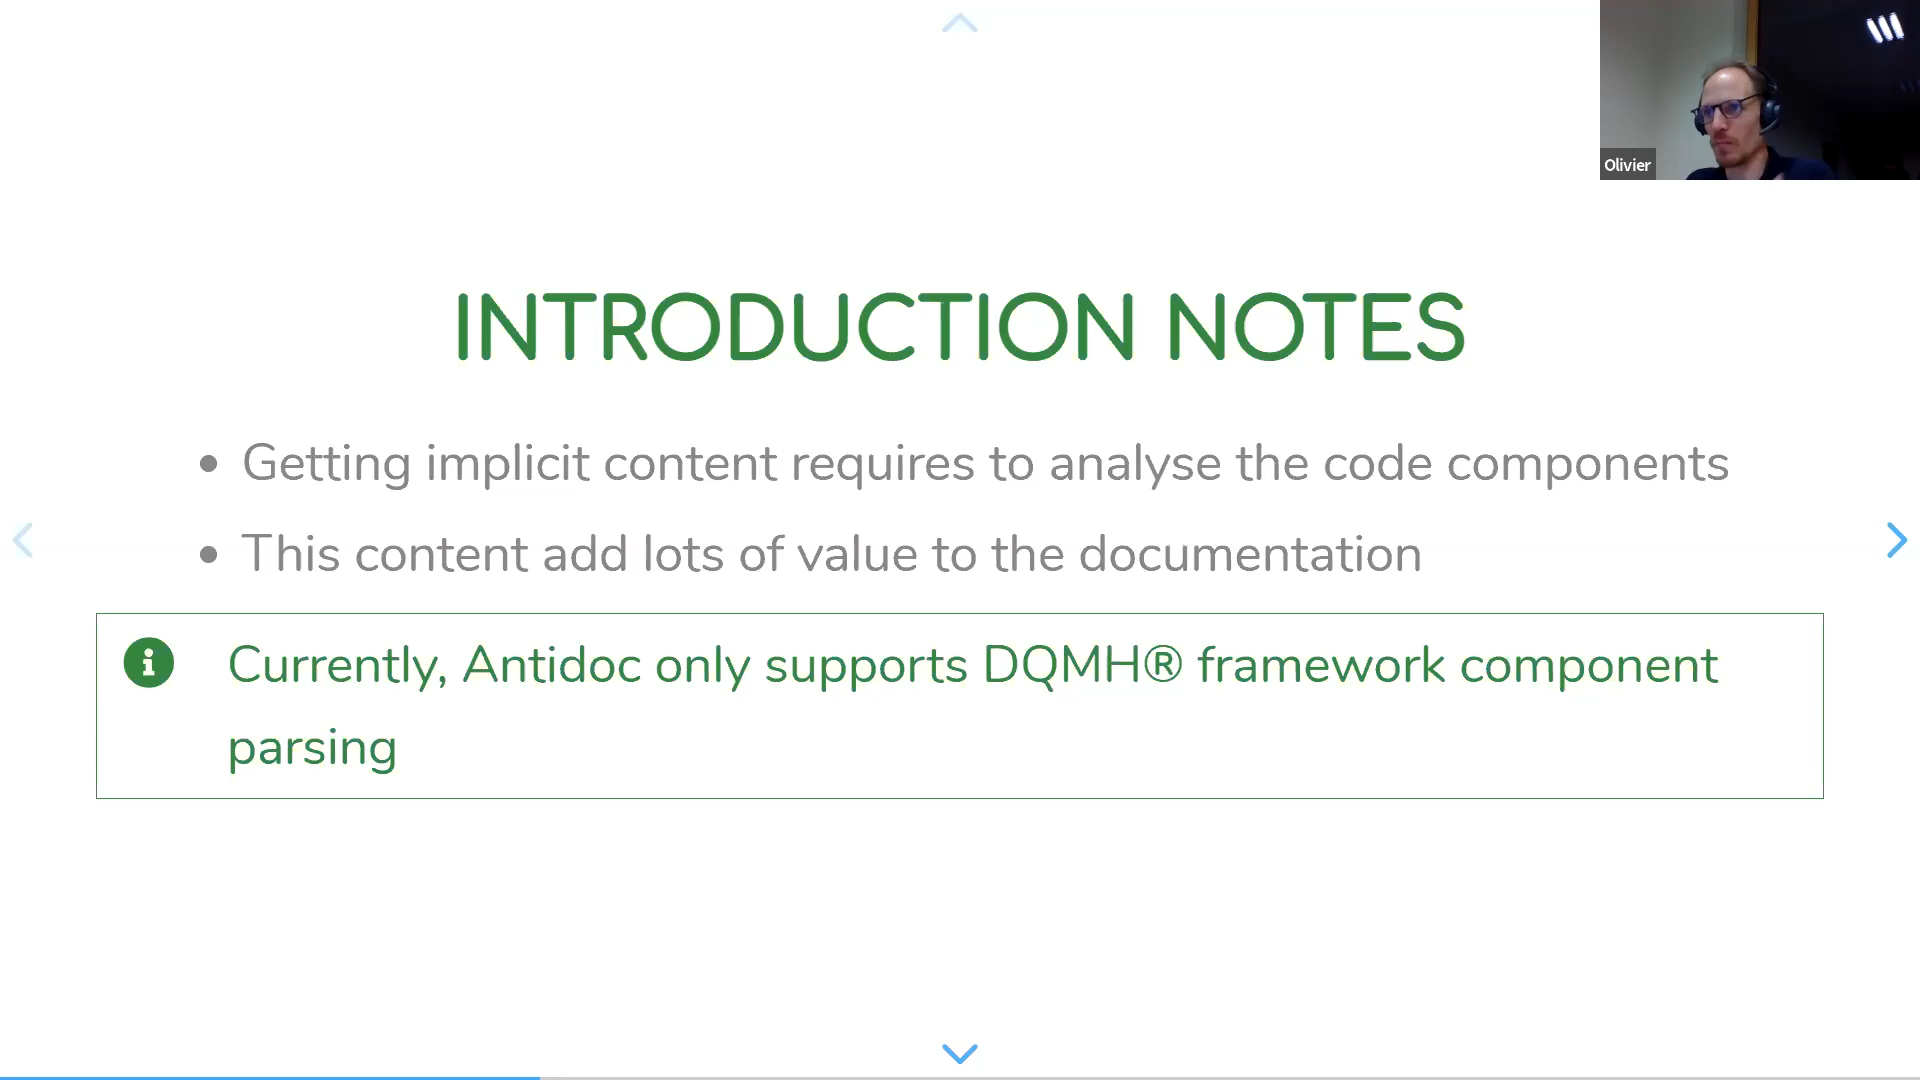 Olivier
INTRODUCTION NOTES
Getting implicit content requires to analyse the code components
This content add lots of value to the documentation
Currently, Antidoc only supports DQMH® framework component
parsing